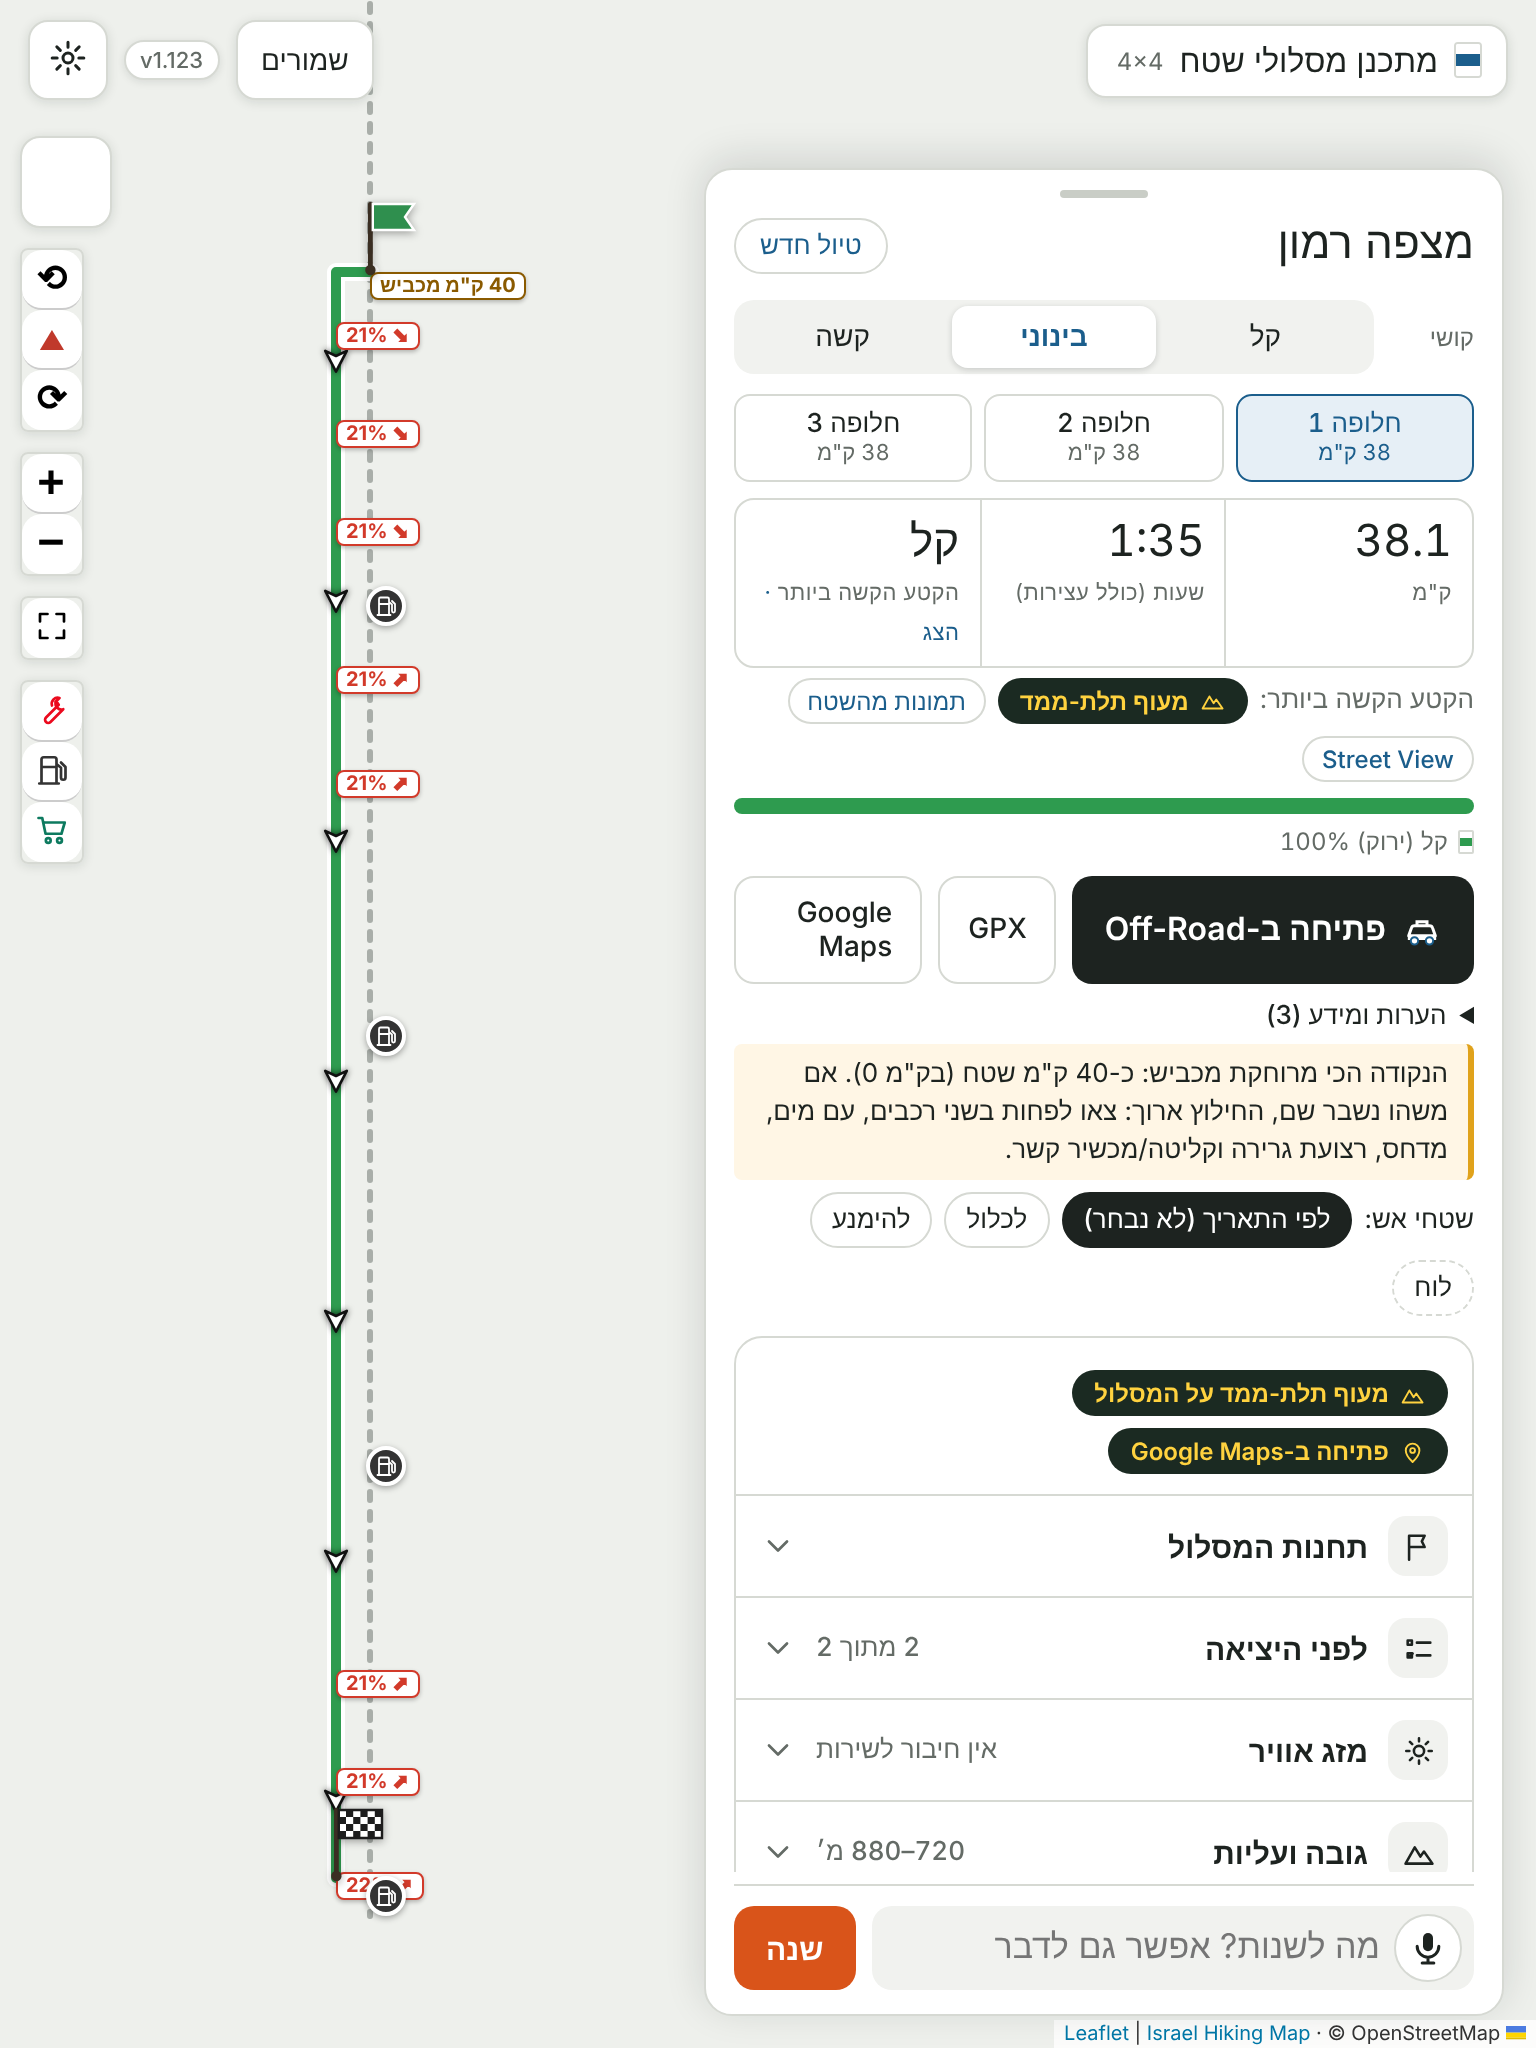 מתכנן מסלולי שטח 4×4
שמורים
v1.123
מצפה רמון
טיול חדש
קושי
קל
בינוני
קשה
חלופה 1
38 ק"מ
חלופה 2
38 ק"מ
חלופה 3
38 ק"מ
38.1
ק"מ
1:35
שעות (כולל עצירות)
קל
הקטע הקשה ביותר ·
הצג
הקטע הקשה ביותר:
מעוף תלת-ממד
תמונות מהשטח
Street View
קל (ירוק) 100%
פתיחה ב-Off-Road
GPX
Google
Maps
הערות ומידע (3)
הנקודה הכי מרוחקת מכביש: כ-40 ק"מ שטח (בק"מ 0). אם
משהו נשבר שם, החילוץ ארוך: צאו לפחות בשני רכבים, עם מים,
מדחס, רצועת גרירה וקליטה/מכשיר קשר.
שטחי אש:
לפי התאריך (לא נבחר)
לכלול
להימנע
לוח
מעוף תלת-ממד על המסלול
פתיחה ב-Google Maps
תחנות המסלול
לפני היציאה
2 מתוך 2
מזג אוויר
אין חיבור לשירות
גובה ועליות
720–880 מ׳
מה לשנות? אפשר גם לדבר
שנה
40 ק"מ מכביש
21%
21%
21%
21%
21%
21%
21%
Leaflet | Israel Hiking Map · © OpenStreetMap